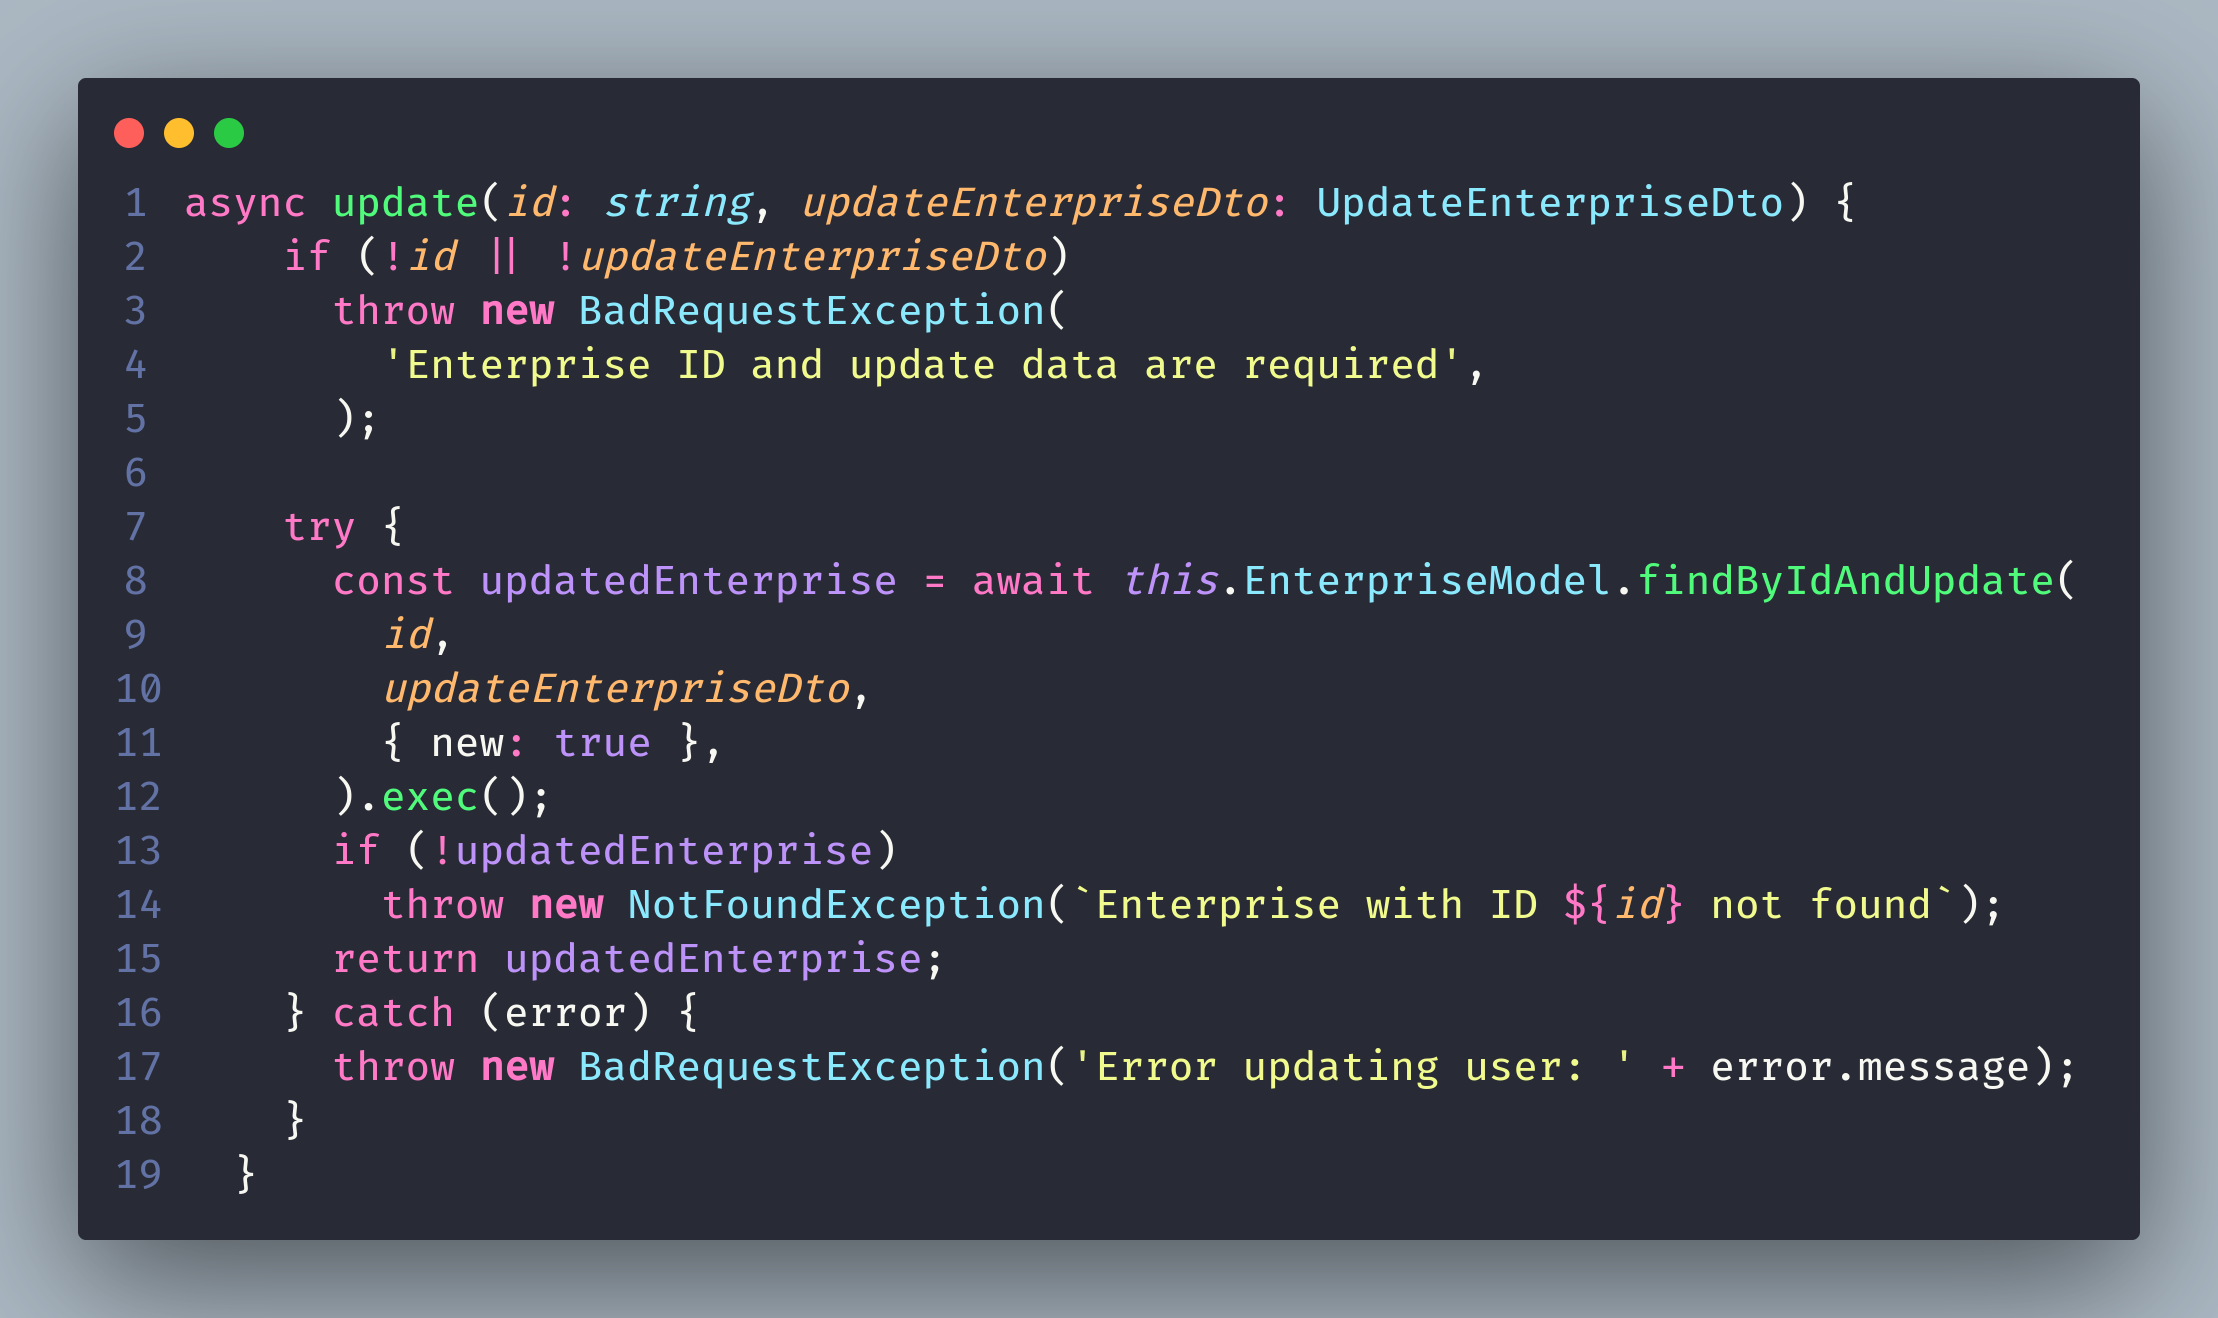 1 async update(id: string, updateEnterpriseDto: UpdateEnterpriseDto) {
2     if (!id || !updateEnterpriseDto)
3       throw new BadRequestException(
4         'Enterprise ID and update data are required',
5       );
6
7     try {
8       const updatedEnterprise = await this.EnterpriseModel.findByIdAndUpdate(
9         id,
10         updateEnterpriseDto,
11         { new: true },
12       ).exec();
13       if (!updatedEnterprise)
14         throw new NotFoundException(`Enterprise with ID ${id} not found`);
15       return updatedEnterprise;
16     } catch (error) {
17       throw new BadRequestException('Error updating user: ' + error.message);
18     }
19   }